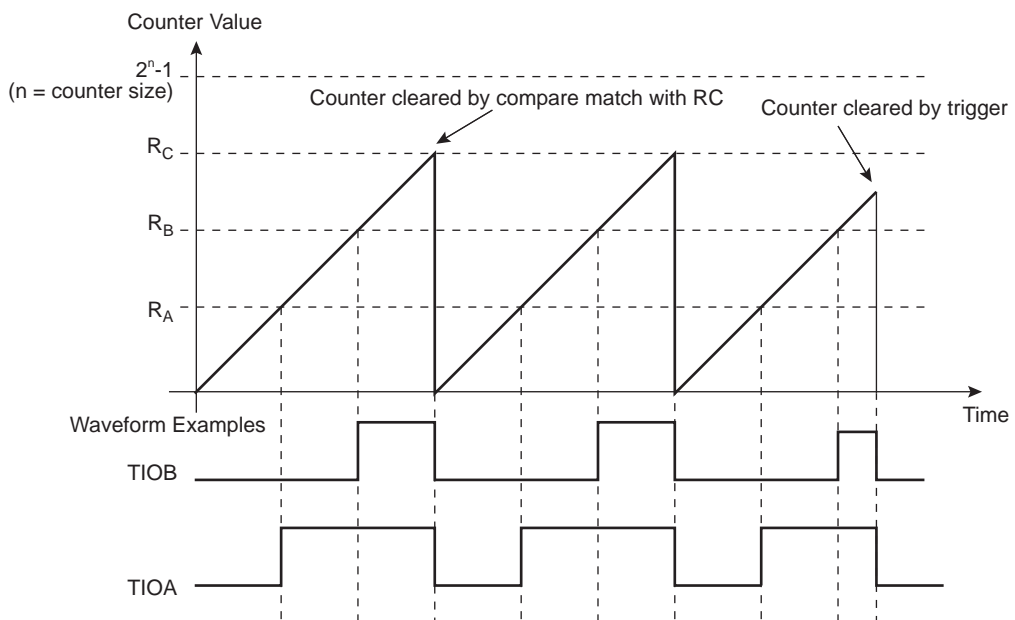 Counter Value
2ⁿ-1
(n = counter size)
Counter cleared by compare match with RC
Counter cleared by trigger
R_C
R_B
R_A
Time
Waveform Examples
TIOB
TIOA